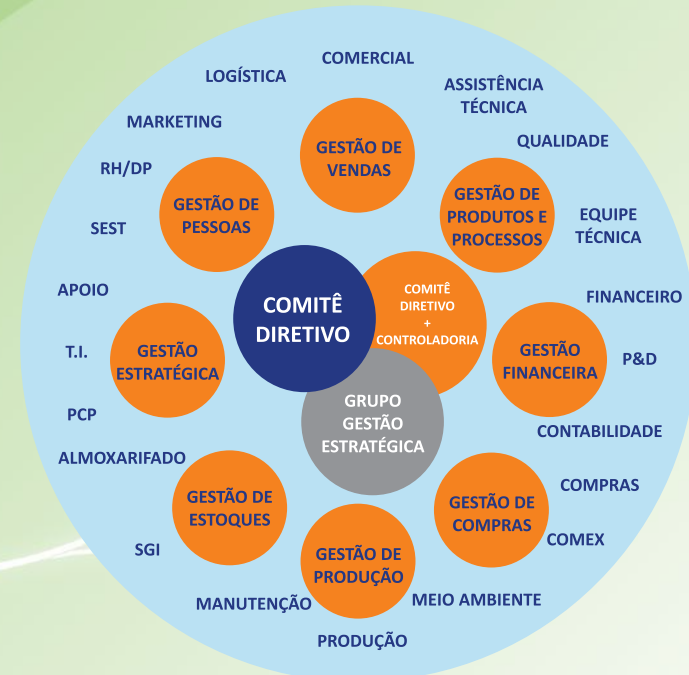 COMERCIAL
LOGÍSTICA
ASSISTÊNCIA
TÉCNICA
MARKETING
QUALIDADE
GESTÃO DE
VENDAS
RH/DP
GESTÃO DE
PESSOAS
GESTÃO DE
PRODUTOS E
PROCESSOS
EQUIPE
TÉCNICA
SEST
APOIO
COMITÊ
DIRETIVO
COMITÊ
DIRETIVO
+
CONTROLADORIA
FINANCEIRO
T.I.
GESTÃO
ESTRATÉGICA
GESTÃO
FINANCEIRA
P&D
PCP
GRUPO
GESTÃO
ESTRATÉGICA
CONTABILIDADE
ALMOXARIFADO
GESTÃO DE
ESTOQUES
GESTÃO DE
COMPRAS
COMPRAS
COMEX
SGI
GESTÃO DE
PRODUÇÃO
MANUTENÇÃO
MEIO AMBIENTE
PRODUÇÃO